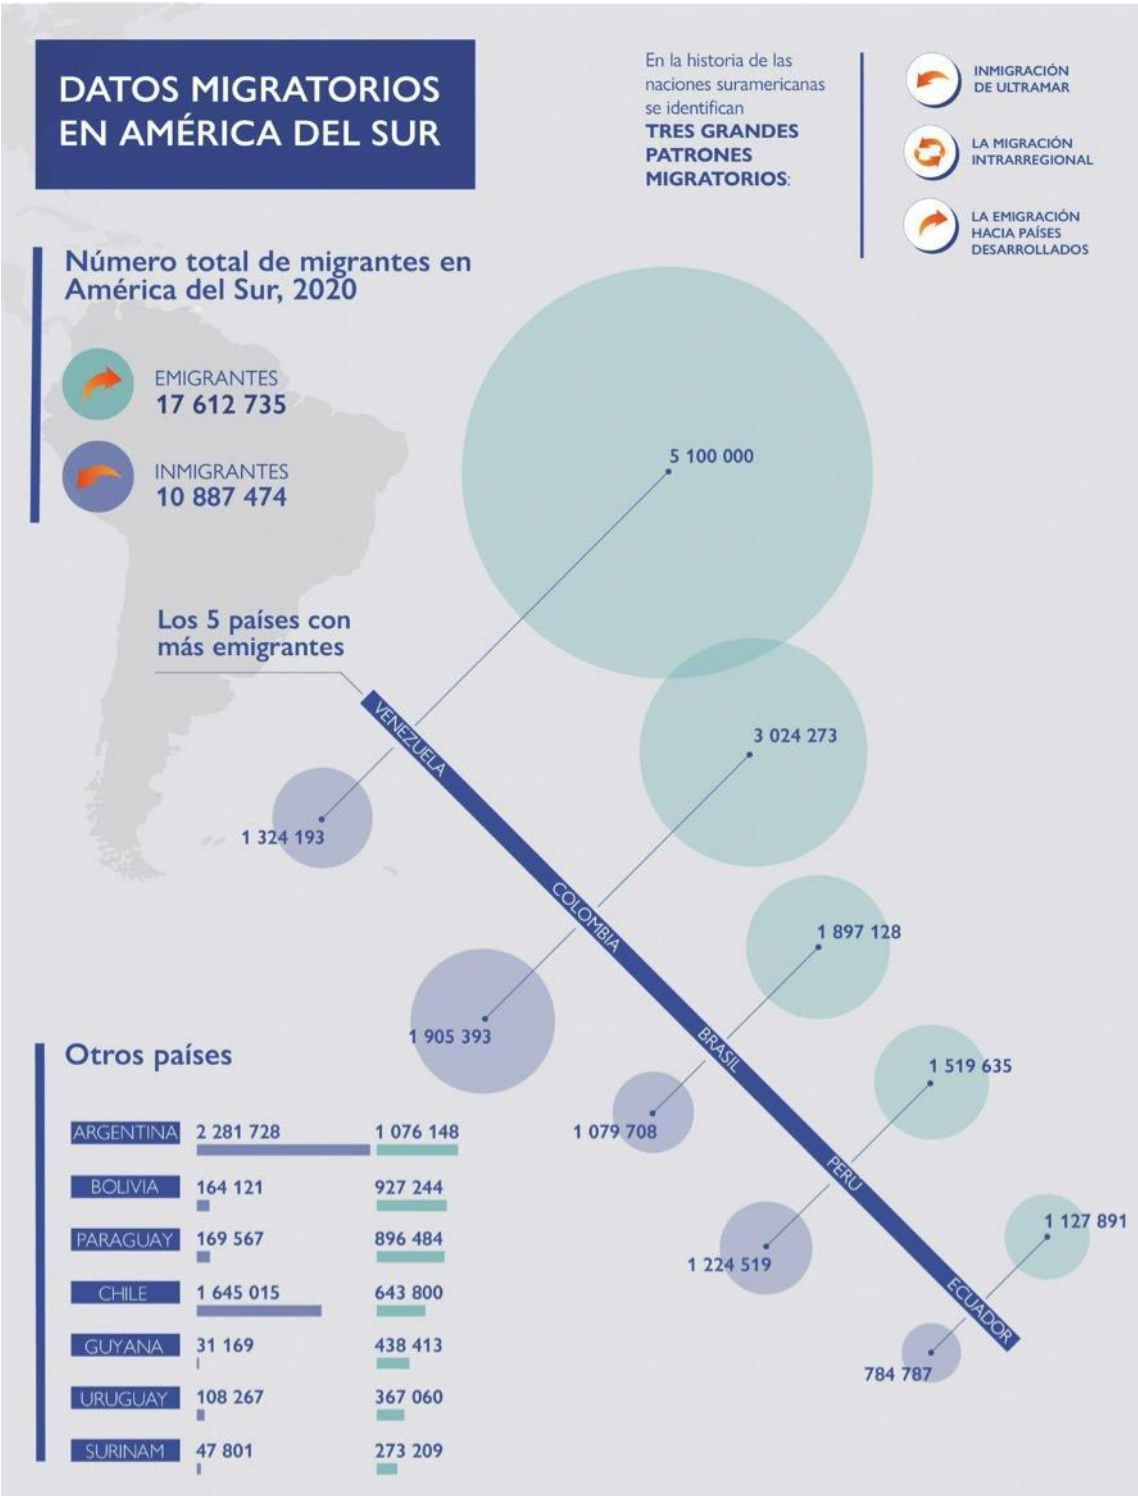 DATOS MIGRATORIOS
EN AMÉRICA DEL SUR
En la historia de las
naciones suramericanas
se identifican
TRES GRANDES
PATRONES
MIGRATORIOS:
INMIGRACIÓN
DE ULTRAMAR
LA MIGRACIÓN
INTRARREGIONAL
LA EMIGRACIÓN
HACIA PAÍSES
DESARROLLADOS
Número total de migrantes en
América del Sur, 2020
EMIGRANTES
17 612 735
INMIGRANTES
10 887 474
Los 5 países con
más emigrantes
VENEZUELA
5 100 000
1 324 193
COLOMBIA
3 024 273
1 905 393
BRASIL
1 897 128
1 079 708
PERU
1 519 635
1 224 519
ECUADOR
1 127 891
784 787
Otros países
ARGENTINA 2 281 728 1 076 148
BOLIVIA 164 121 927 244
PARAGUAY 169 567 896 484
CHILE 1 645 015 643 800
GUYANA 31 169 438 413
URUGUAY 108 267 367 060
SURINAM 47 801 273 209